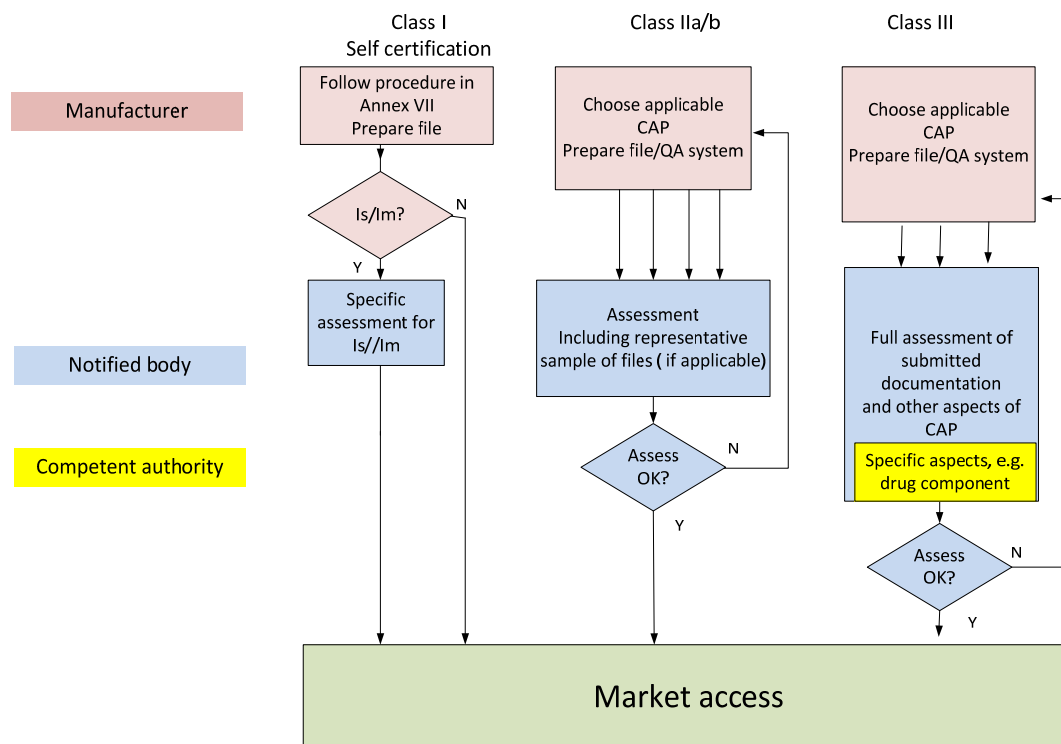 Class I
Self certification
Class IIa/b
Class III
Manufacturer
Follow procedure in
Annex VII
Prepare file
Choose applicable
CAP
Prepare file/QA system
Choose applicable
CAP
Prepare file/QA system
Is/Im?
N
Y
Notified body
Specific
assessment for
Is//Im
Assessment
Including representative
sample of files ( if applicable)
Full assessment of
submitted
documentation
and other aspects of
CAP
Competent authority
Assess
OK?
N
Y
Specific aspects, e.g.
drug component
Assess
OK?
N
Y
Market access